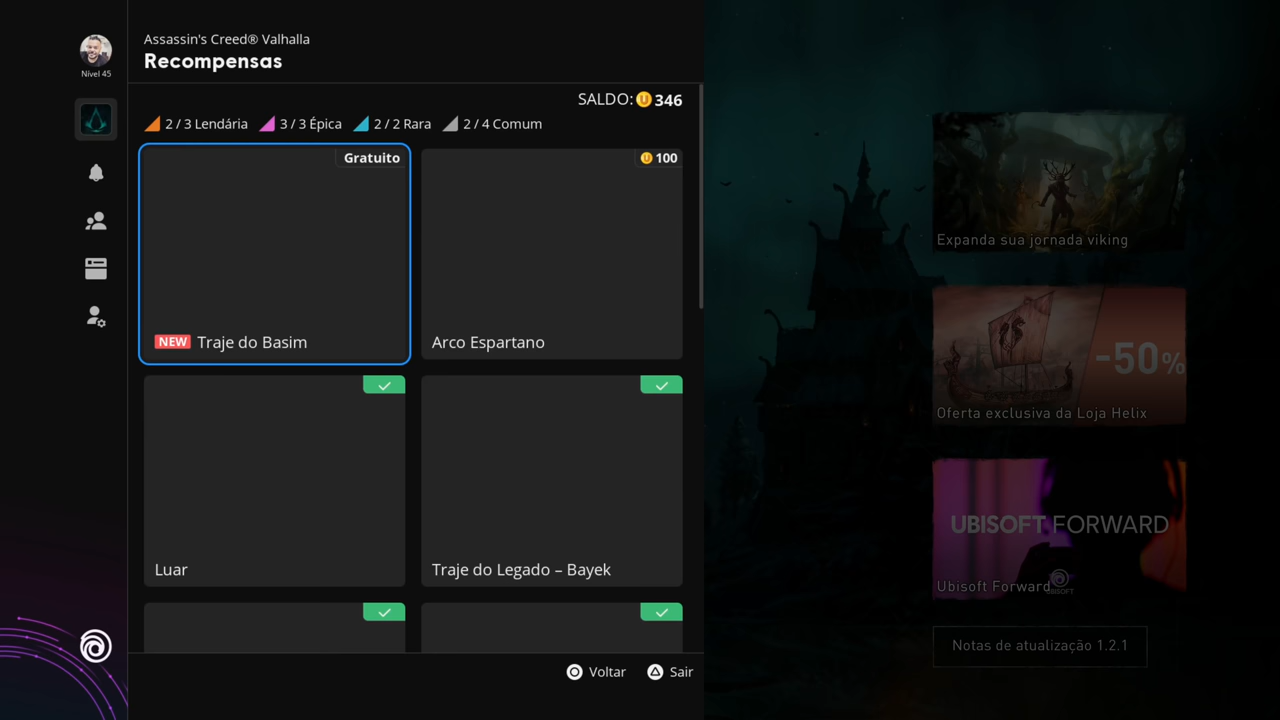 Nível 45
Assassin's Creed® Valhalla
Recompensas
SALDO: 346
2 / 3 Lendária 3 / 3 Épica 2 / 2 Rara 2 / 4 Comum
Gratuito
NEW Traje do Basim
100
Arco Espartano
Luar
Traje do Legado – Bayek
Voltar Sair
Expanda sua jornada viking
-50%
Oferta exclusiva da Loja Helix
UBISOFT FORWARD
Ubisoft Forward
UBISOFT
Notas de atualização 1.2.1